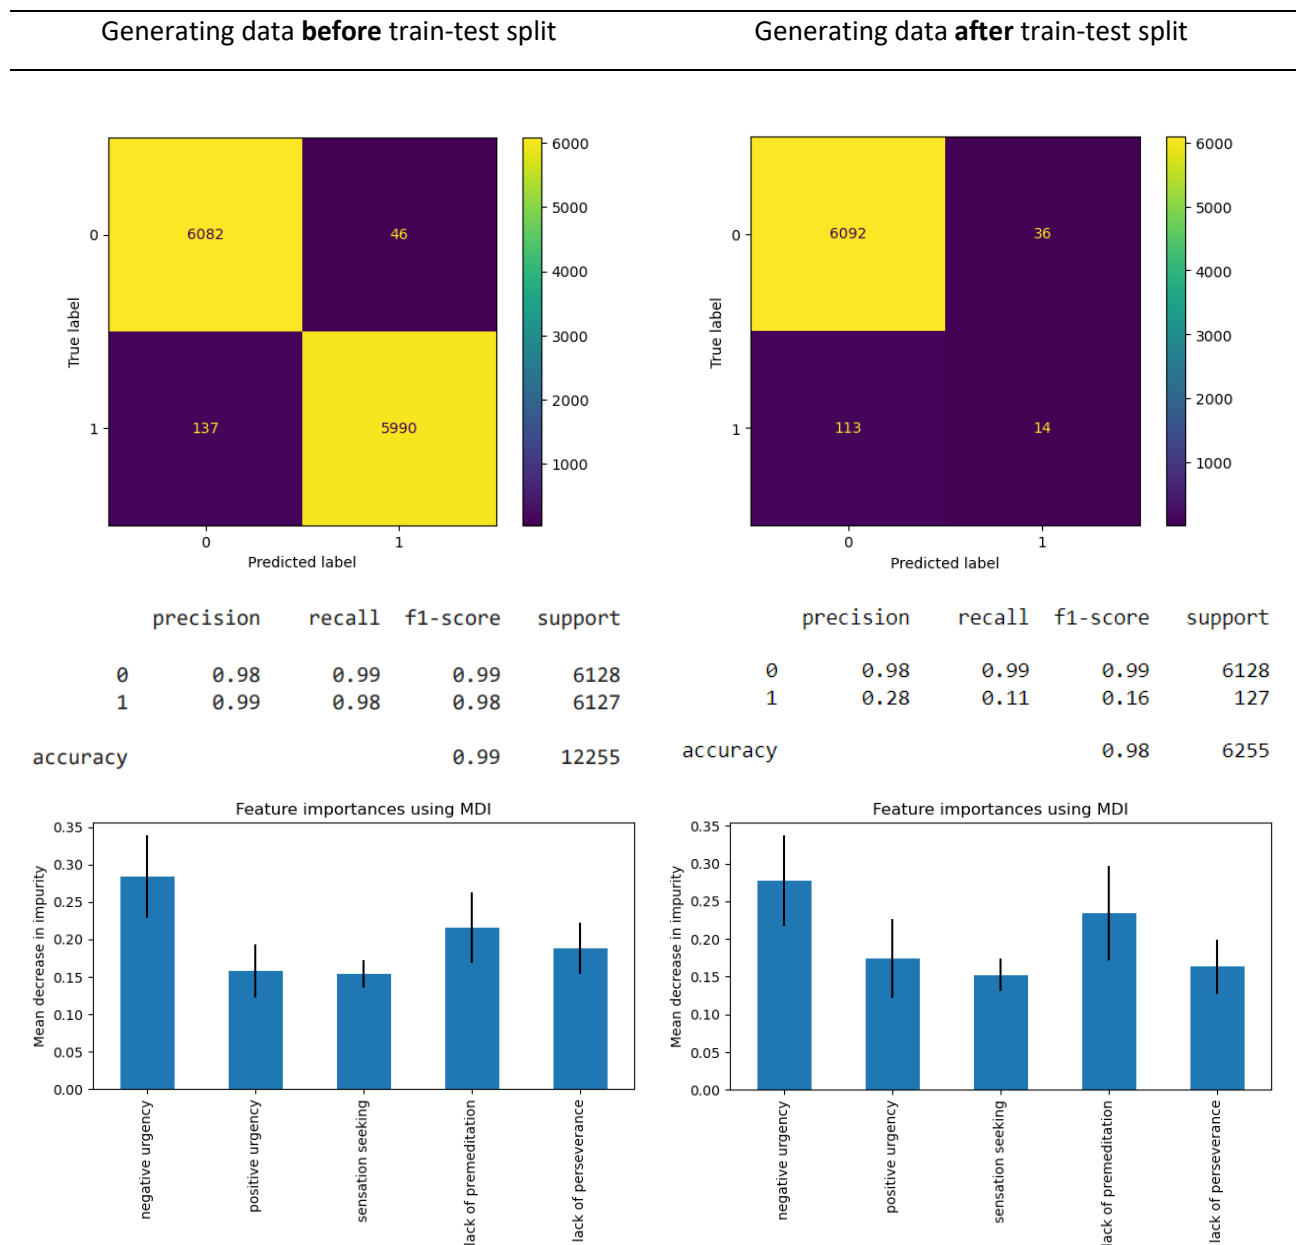 Generating data before train-test split
Generating data after train-test split
6000
5000
4000
3000
2000
1000
0
6082
46
1
137
5990
True label
0
1
Predicted label
6000
5000
4000
3000
2000
1000
0
6092
36
1
113
14
True label
0
1
Predicted label
precision recall f1-score support
0 0.98 0.99 0.99 6128
1 0.99 0.98 0.98 6127
accuracy 0.99 12255
precision recall f1-score support
0 0.98 0.99 0.99 6128
1 0.28 0.11 0.16 127
accuracy 0.98 6255
Feature importances using MDI
0.35
0.30
0.25
0.20
0.15
0.10
0.05
0.00
Mean decrease in impurity
negative urgency
positive urgency
sensation seeking
lack of premeditation
lack of perseverance
Feature importances using MDI
0.35
0.30
0.25
0.20
0.15
0.10
0.05
0.00
Mean decrease in impurity
negative urgency
positive urgency
sensation seeking
lack of premeditation
lack of perseverance